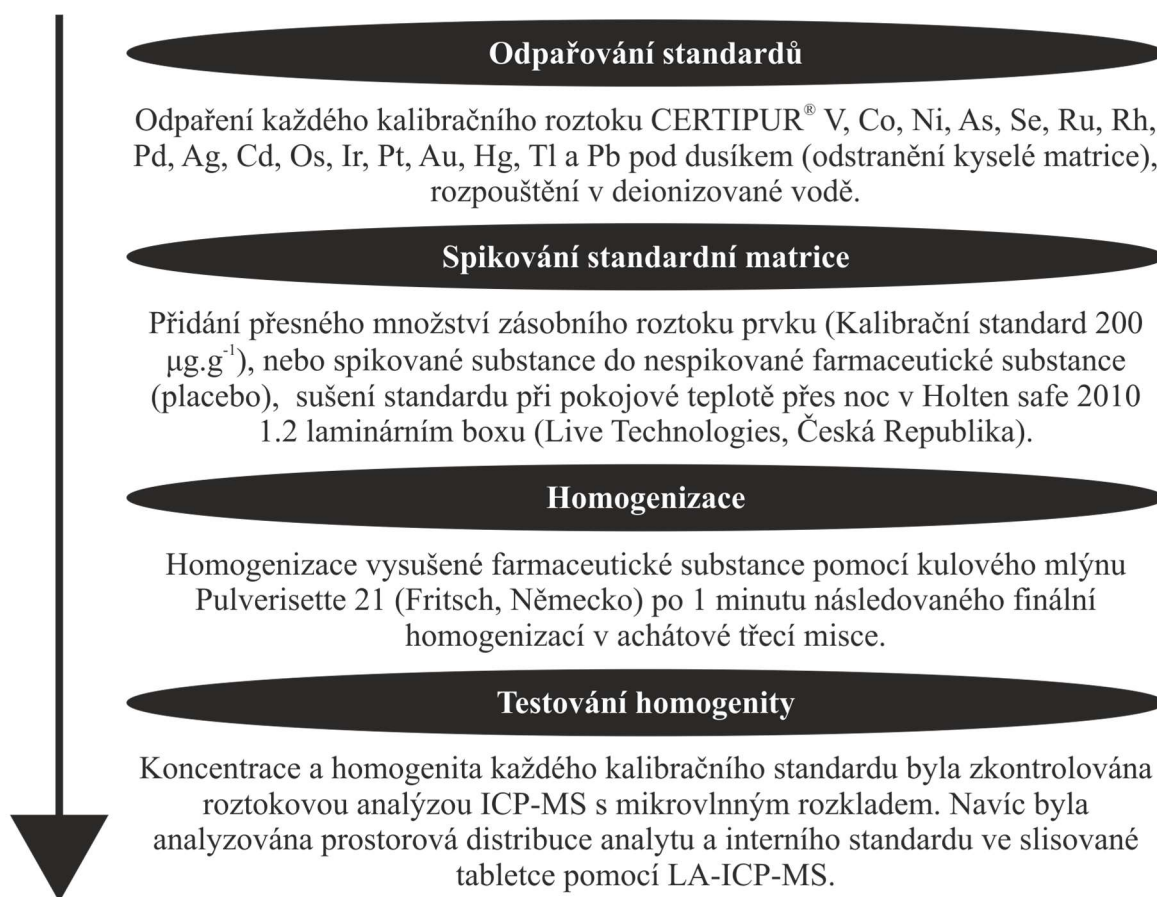 Odpařování standardů
Odpaření každého kalibračního roztoku CERTIPUR® V, Co, Ni, As, Se, Ru, Rh,
Pd, Ag, Cd, Os, Ir, Pt, Au, Hg, Tl a Pb pod dusíkem (odstranění kyselé matrice),
rozpouštění v deionizované vodě.
Spikování standardní matrice
Přidání přesného množství zásobního roztoku prvku (Kalibrační standard 200
µg.g⁻¹), nebo spikované substance do nespikované farmaceutické substance
(placebo), sušení standardu při pokojové teplotě přes noc v Holten safe 2010
1.2 laminárním boxu (Live Technologies, Česká Republika).
Homogenizace
Homogenizace vysušené farmaceutické substance pomocí kulového mlýnu
Pulverisette 21 (Fritsch, Německo) po 1 minutu následovaného finální
homogenizací v achátové třecí misce.
Testování homogenity
Koncentrace a homogenita každého kalibračního standardu byla zkontrolována
roztokovou analýzou ICP-MS s mikrovlnným rozkladem. Navíc byla
analyzována prostorová distribuce analytu a interního standardu ve slisované
tabletce pomocí LA-ICP-MS.